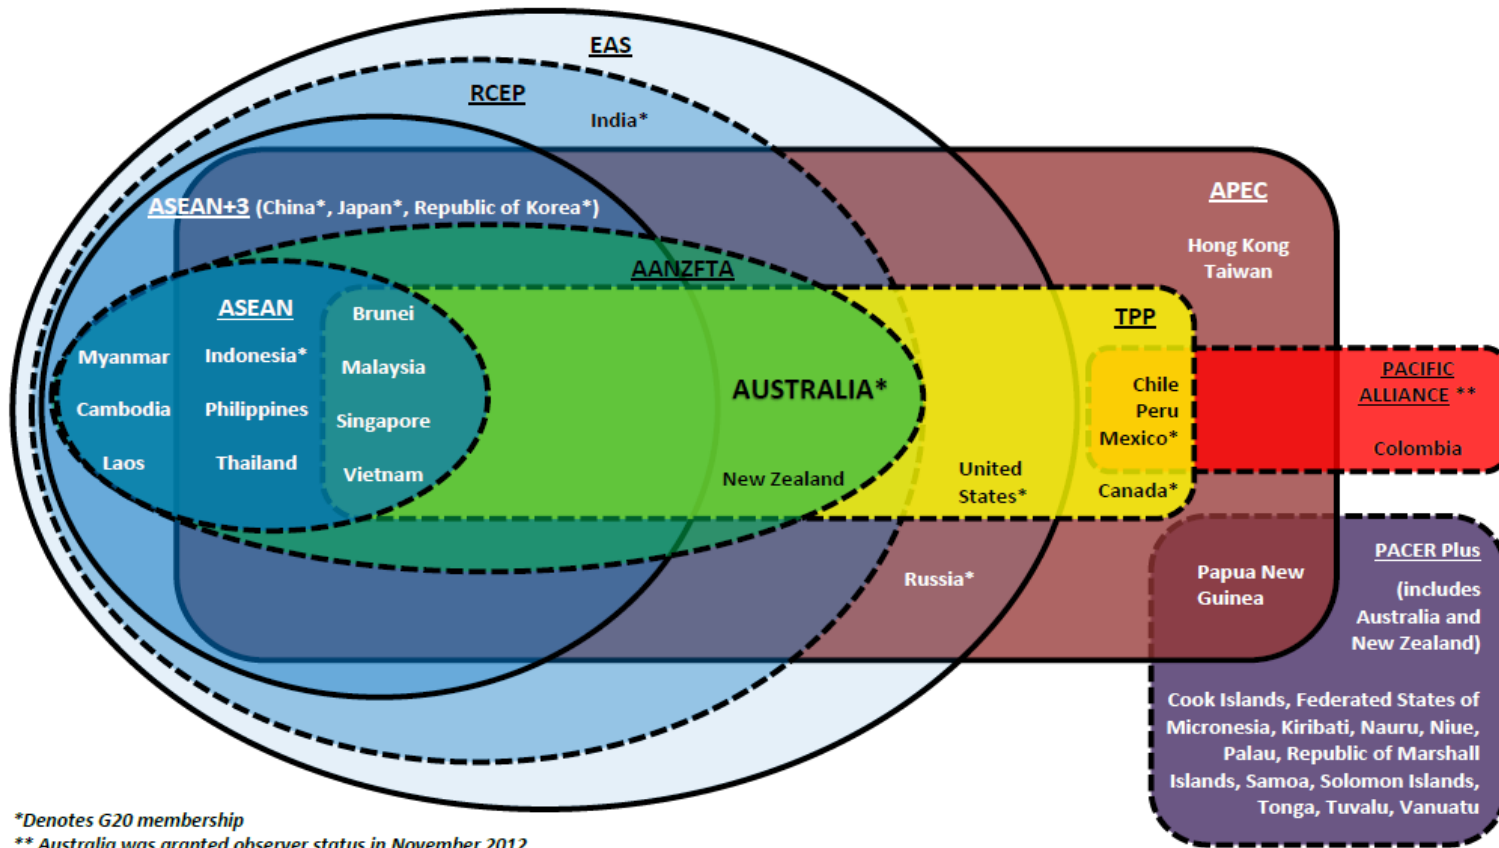 EAS
RCEP
India*
ASEAN+3 (China*, Japan*, Republic of Korea*)
APEC
Hong Kong
Taiwan
AANZFTA
ASEAN
Brunei
TPP
Myanmar
Indonesia*
Malaysia
AUSTRALIA*
Chile
Peru
Mexico*
PACIFIC
ALLIANCE **
Cambodia
Philippines
Singapore
Colombia
Laos
Thailand
Vietnam
New Zealand
United
States*
Canada*
Russia*
Papua New
Guinea
PACER Plus
(includes
Australia and
New Zealand)
Cook Islands, Federated States of
Micronesia, Kiribati, Nauru, Niue,
Palau, Republic of Marshall
Islands, Samoa, Solomon Islands,
Tonga, Tuvalu, Vanuatu
*Denotes G20 membership
** Australia was granted observer status in November 2012